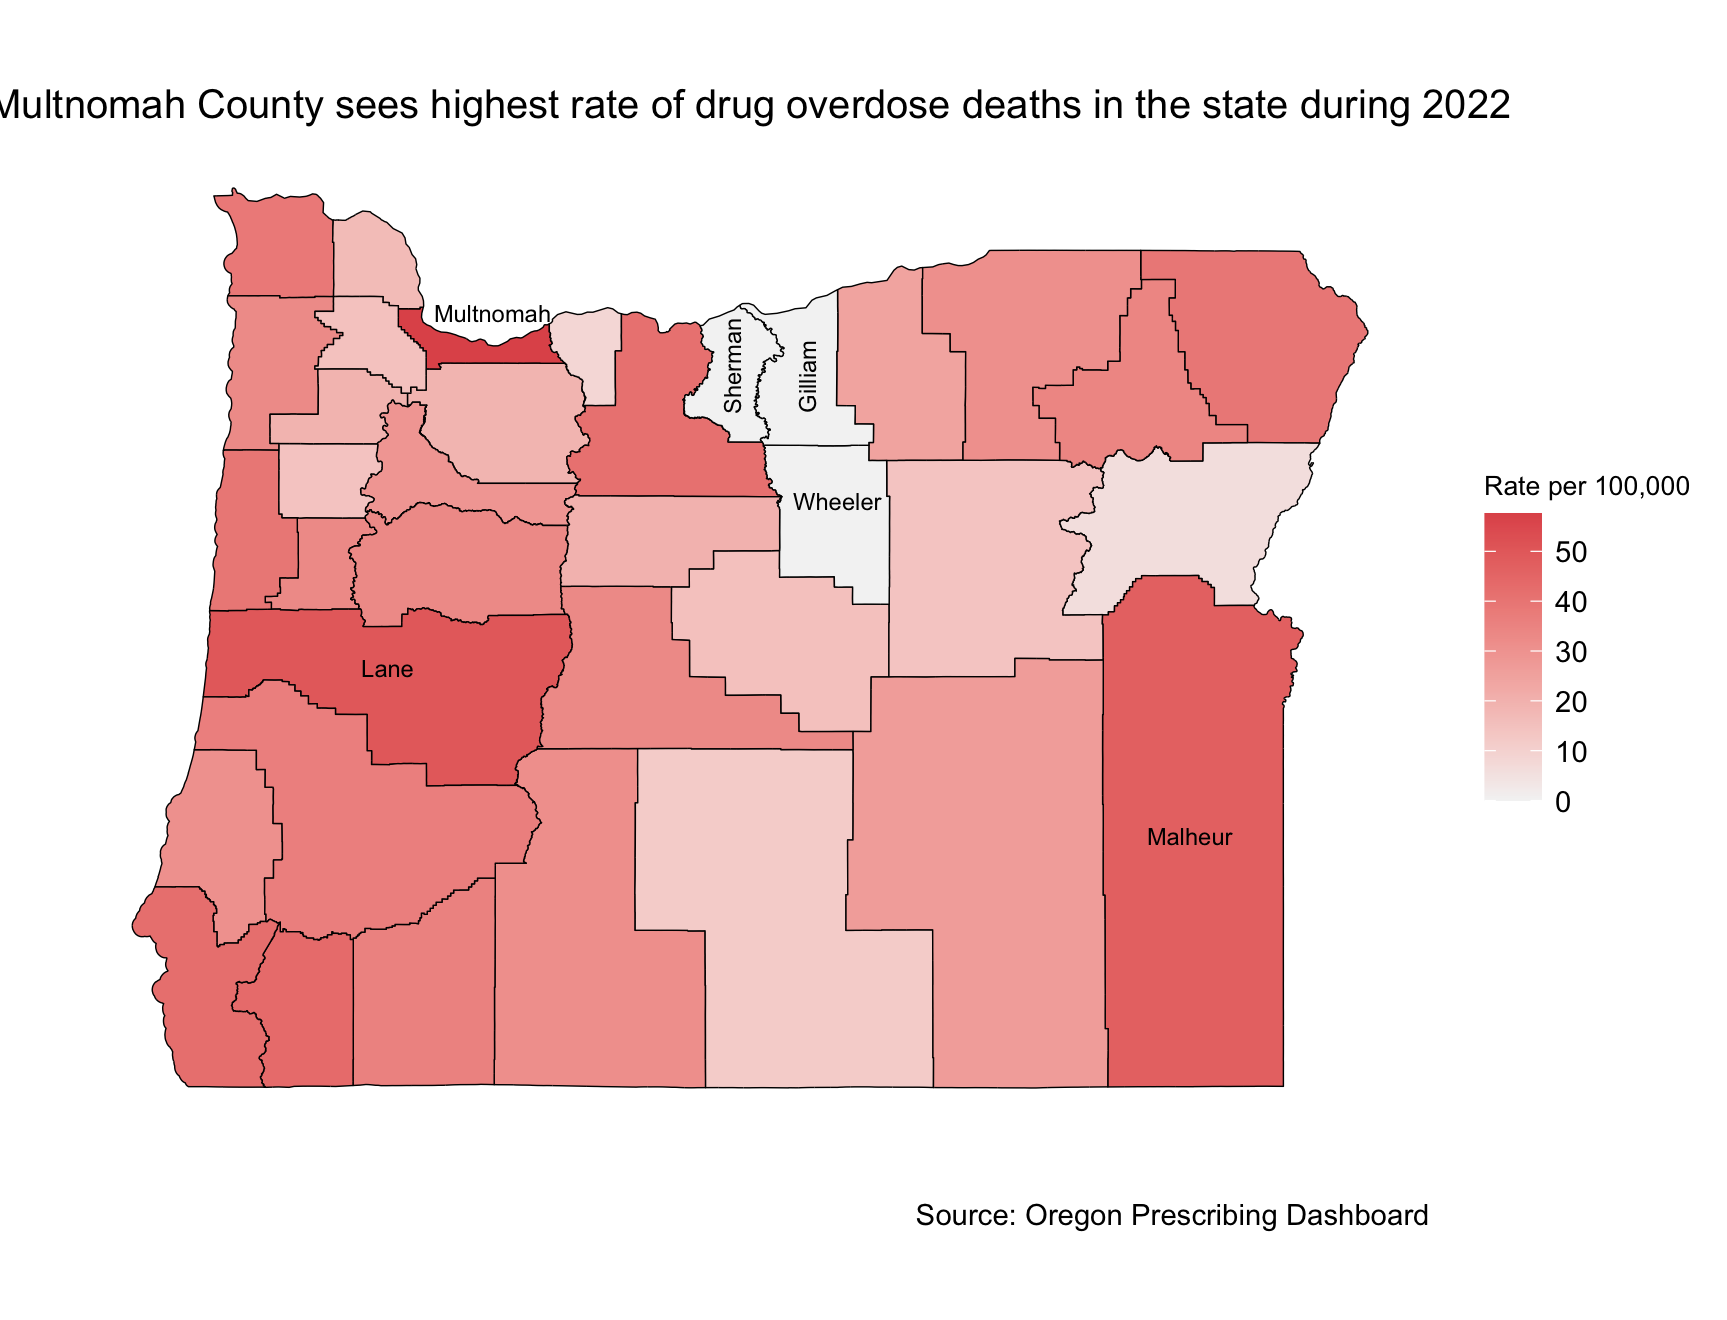 Multnomah County sees highest rate of drug overdose deaths in the state during 2022
Multnomah
Sherman
Gilliam
Wheeler
Lane
Malheur
Rate per 100,000
50
40
30
20
10
0
Source: Oregon Prescribing Dashboard